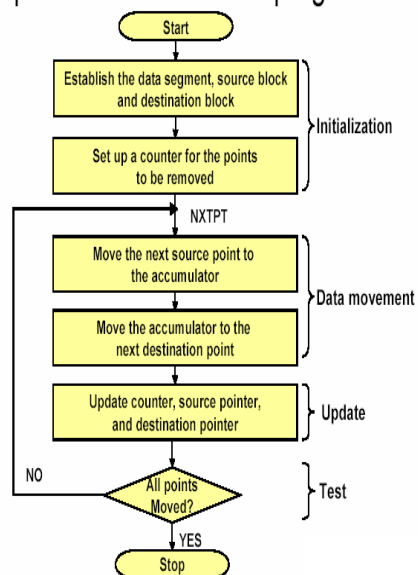 Start
Establish the data segment, source block
and destination block
Initialization
Set up a counter for the points
to be removed
NXTPT
Move the next source point to
the accumulator
Data movement
Move the accumulator to the
next destination point
Update counter, source pointer,
and destination pointer
Update
NO
All points
Moved?
Test
YES
Stop